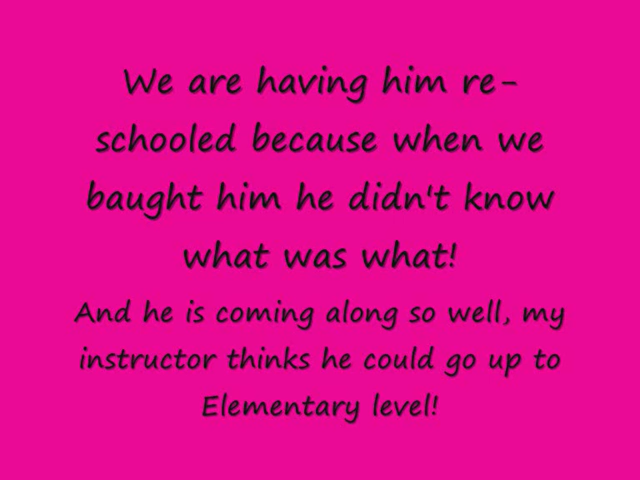 We are having him re-
schooled because when we
baught him he didn't know
what was what!
And he is coming along so well, my
instructor thinks he could go up to
Elementary level!